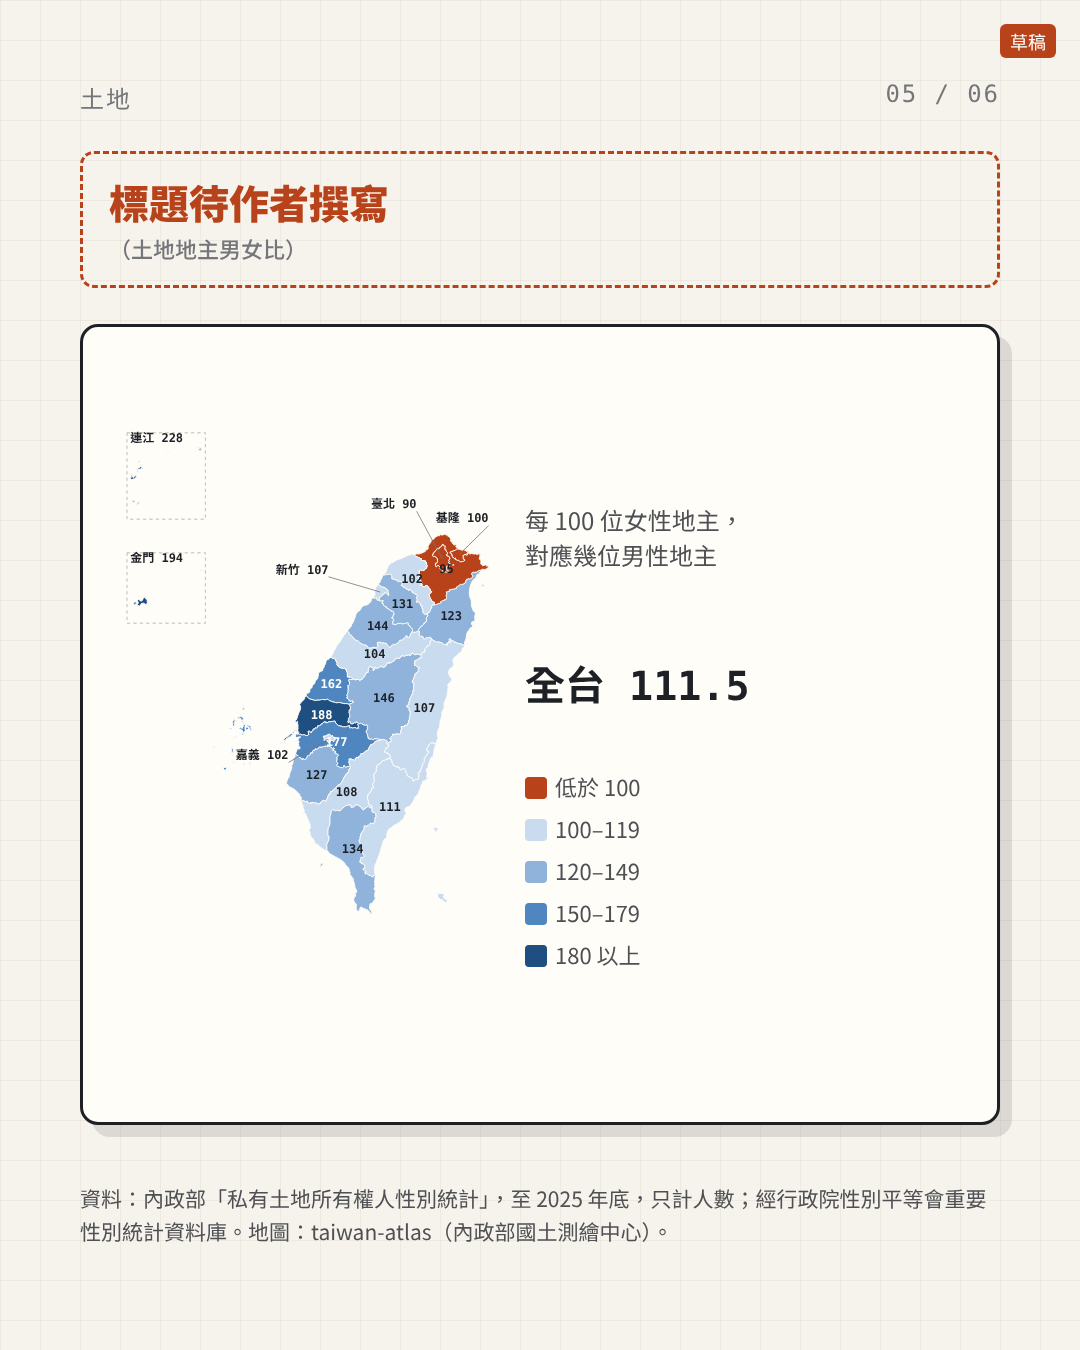 草稿
土地
05 / 06
標題待作者撰寫
（土地地主男女比）
連江 228
金門 194
臺北 90
基隆 100
新竹 107
95
102
131
123
144
104
162
146
188
107
177
嘉義 102
127
108
111
134
每 100 位女性地主，
對應幾位男性地主
全台 111.5
低於 100
100–119
120–149
150–179
180 以上
資料：內政部「私有土地所有權人性別統計」，至 2025 年底，只計人數；經行政院性別平等會重要
性別統計資料庫。地圖：taiwan-atlas（內政部國土測繪中心）。